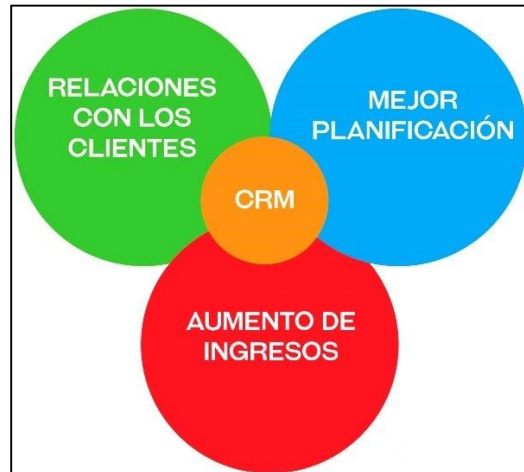 RELACIONES
CON LOS
CLIENTES
MEJOR
PLANIFICACIÓN
CRM
AUMENTO DE
INGRESOS